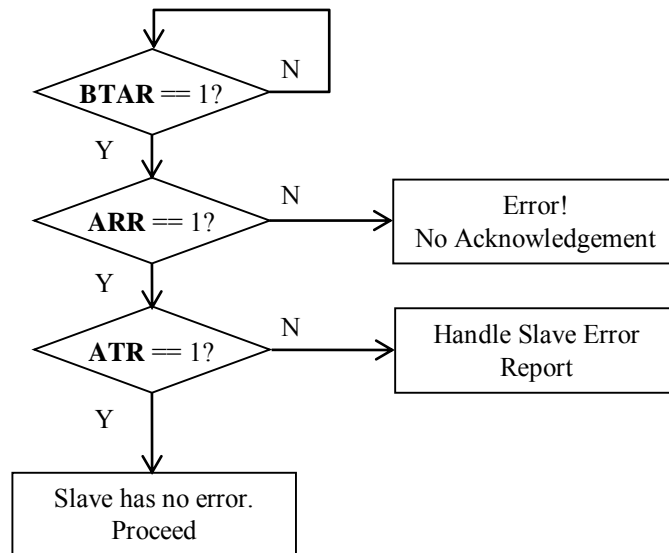 N
BTAR == 1?
Y
N
ARR == 1?
Error!
No Acknowledgement
Y
N
ATR == 1?
Handle Slave Error
Report
Y
Slave has no error.
Proceed